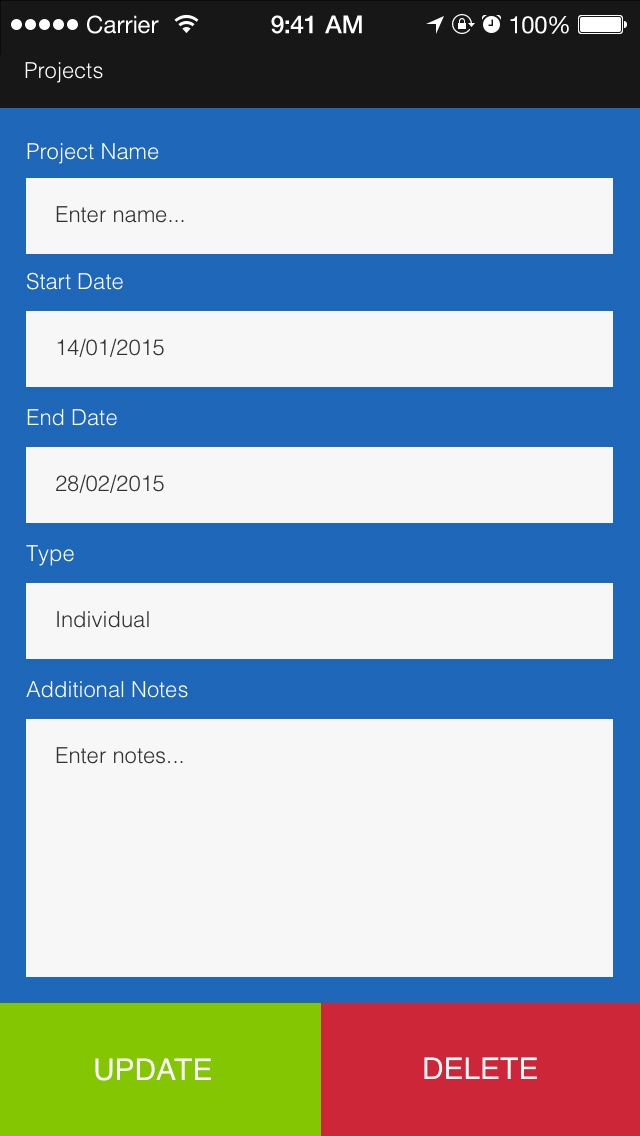 Carrier 9:41 AM 100%
Projects
Project Name
Enter name...
Start Date
14/01/2015
End Date
28/02/2015
Type
Individual
Additional Notes
Enter notes...
UPDATE DELETE